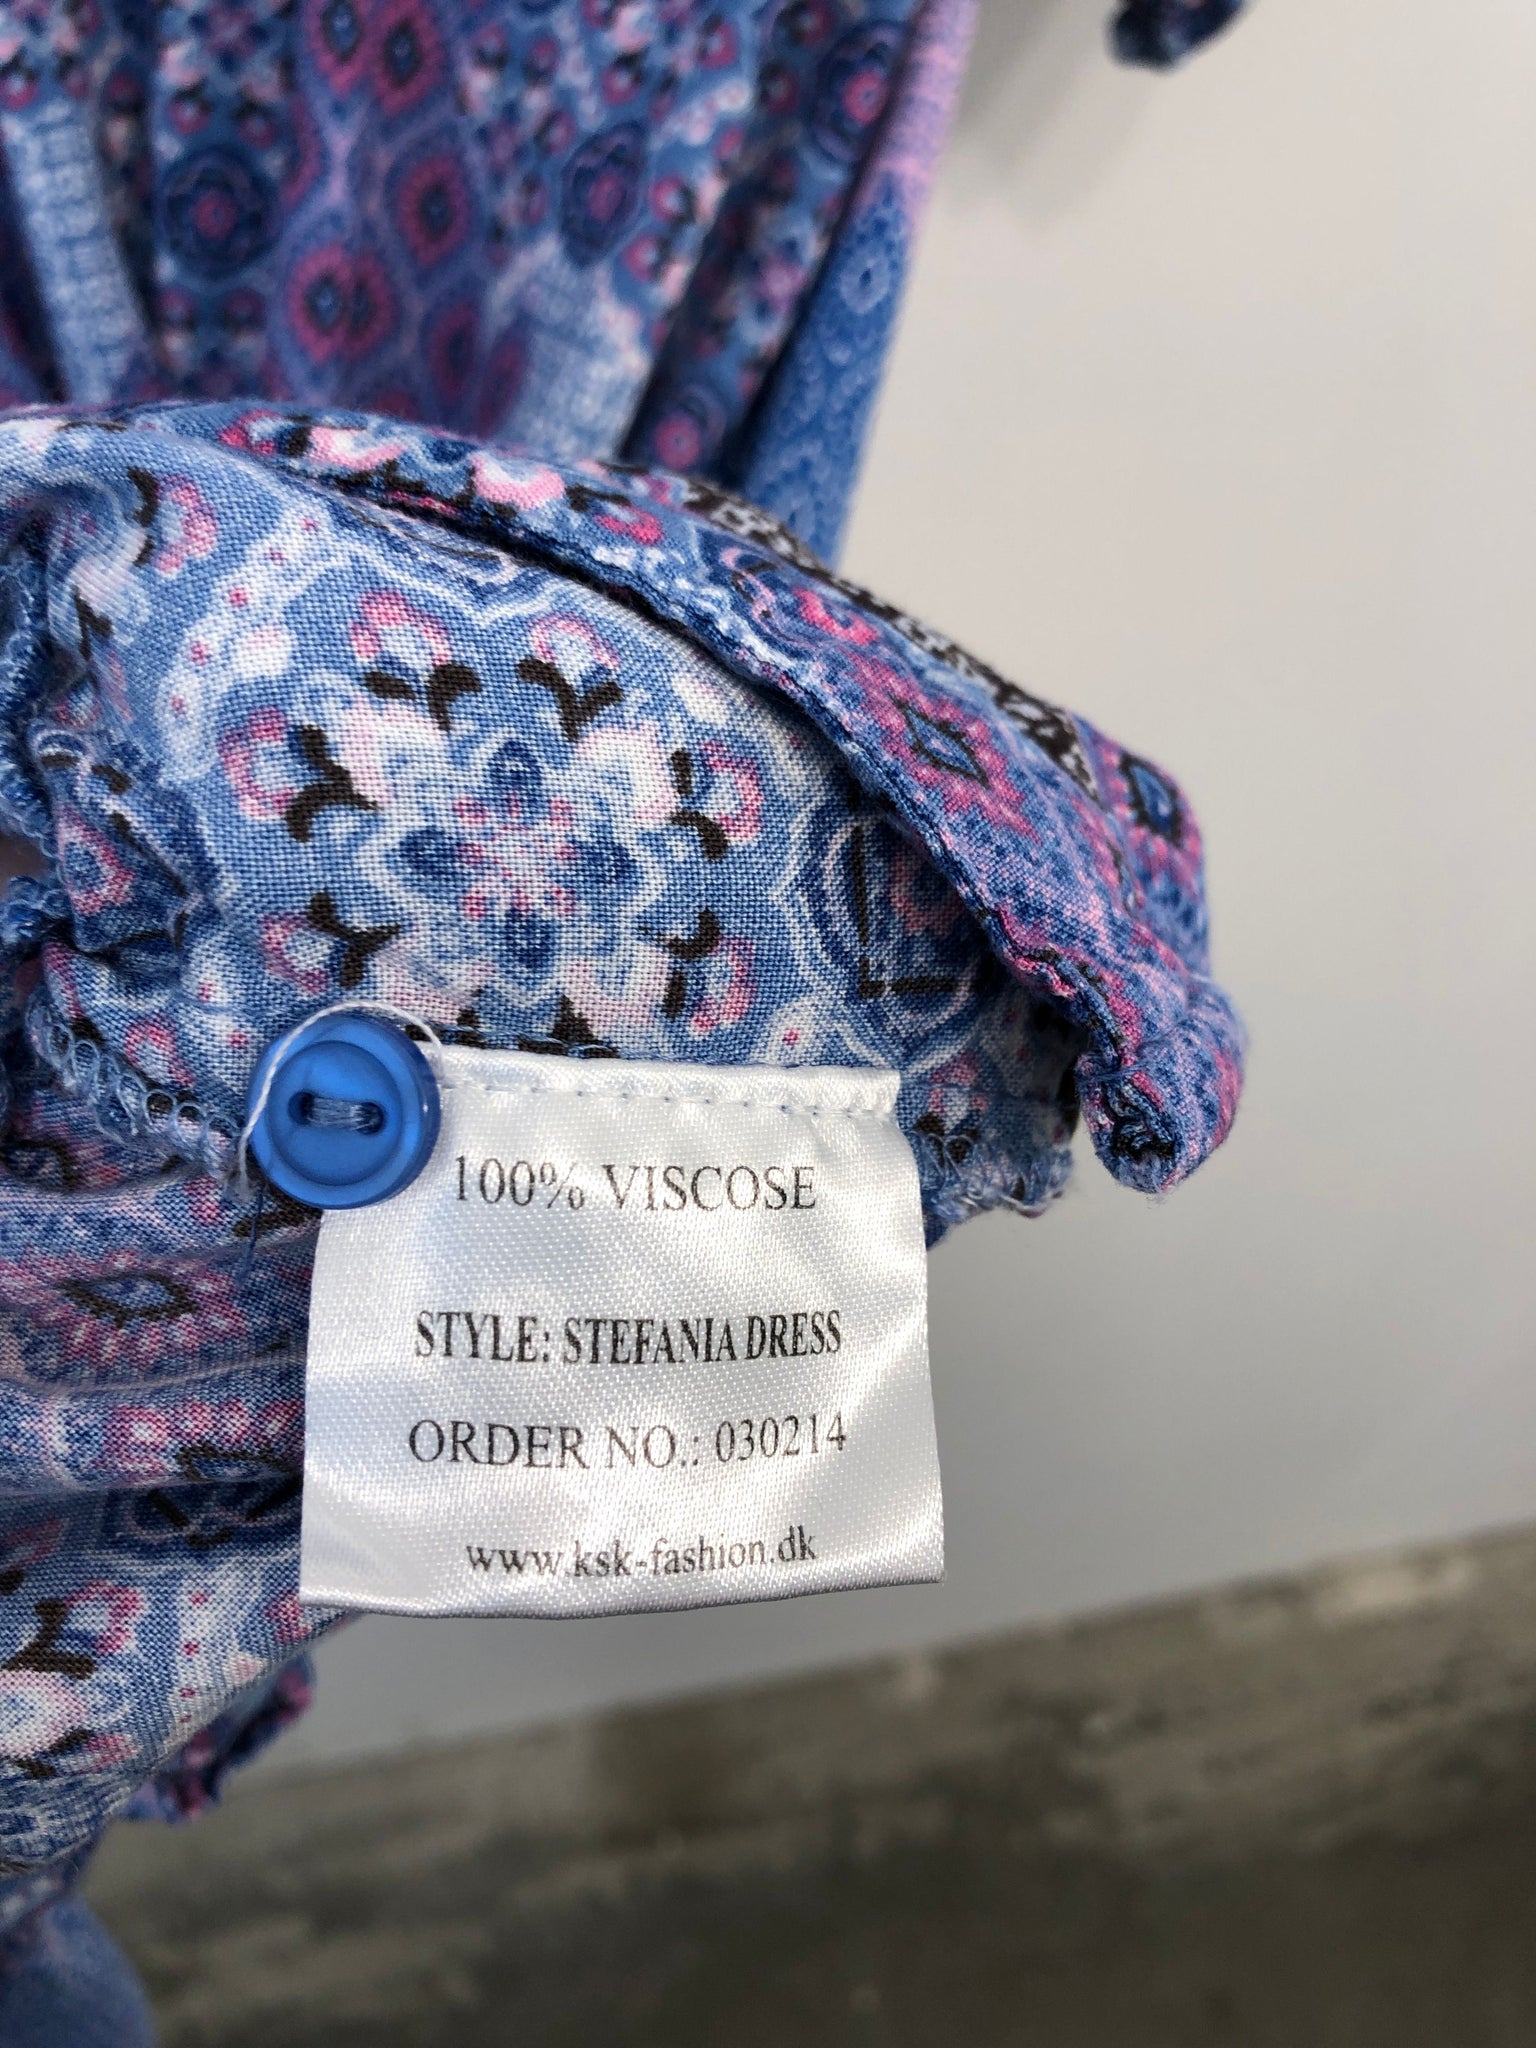 100% VISCOSE
STYLE: STEFANIA DRESS
ORDER NO.: 030214
www.ksk-fashion.dk